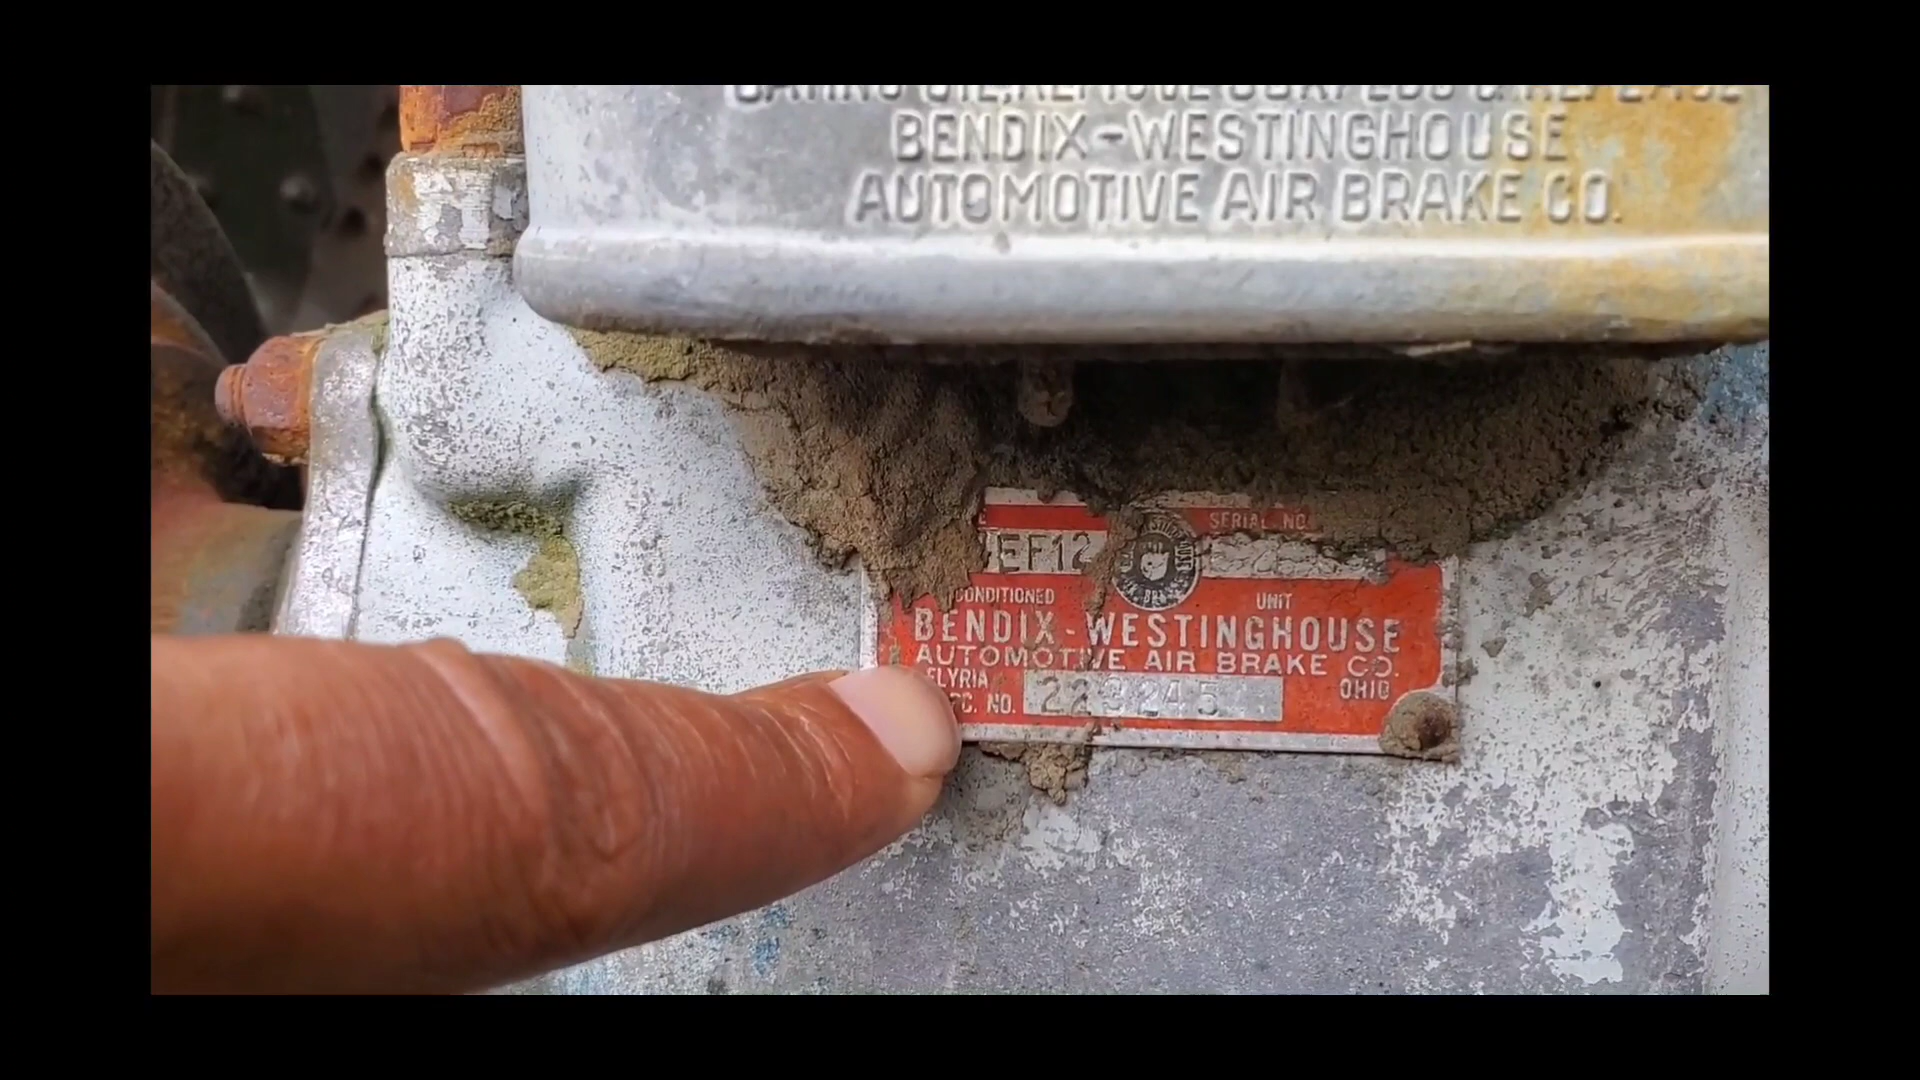 BENDIX-WESTINGHOUSE
AUTOMOTIVE AIR BRAKE CO.
SERIAL NO.
EF12
CONDITIONED UNIT
BENDIX-WESTINGHOUSE
AUTOMOTIVE AIR BRAKE CO.
ELYRIA OHIO
NO. 229245